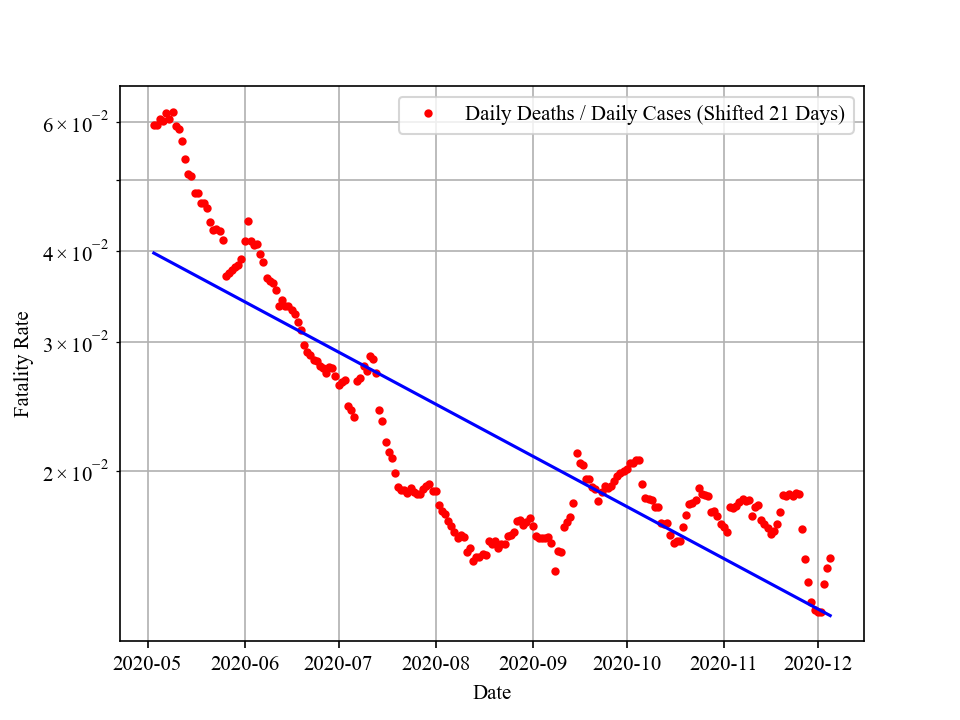 Daily Deaths / Daily Cases (Shifted 21 Days)
6 × 10⁻²
4 × 10⁻²
3 × 10⁻²
2 × 10⁻²
Fatality Rate
2020-05 2020-06 2020-07 2020-08 2020-09 2020-10 2020-11 2020-12
Date